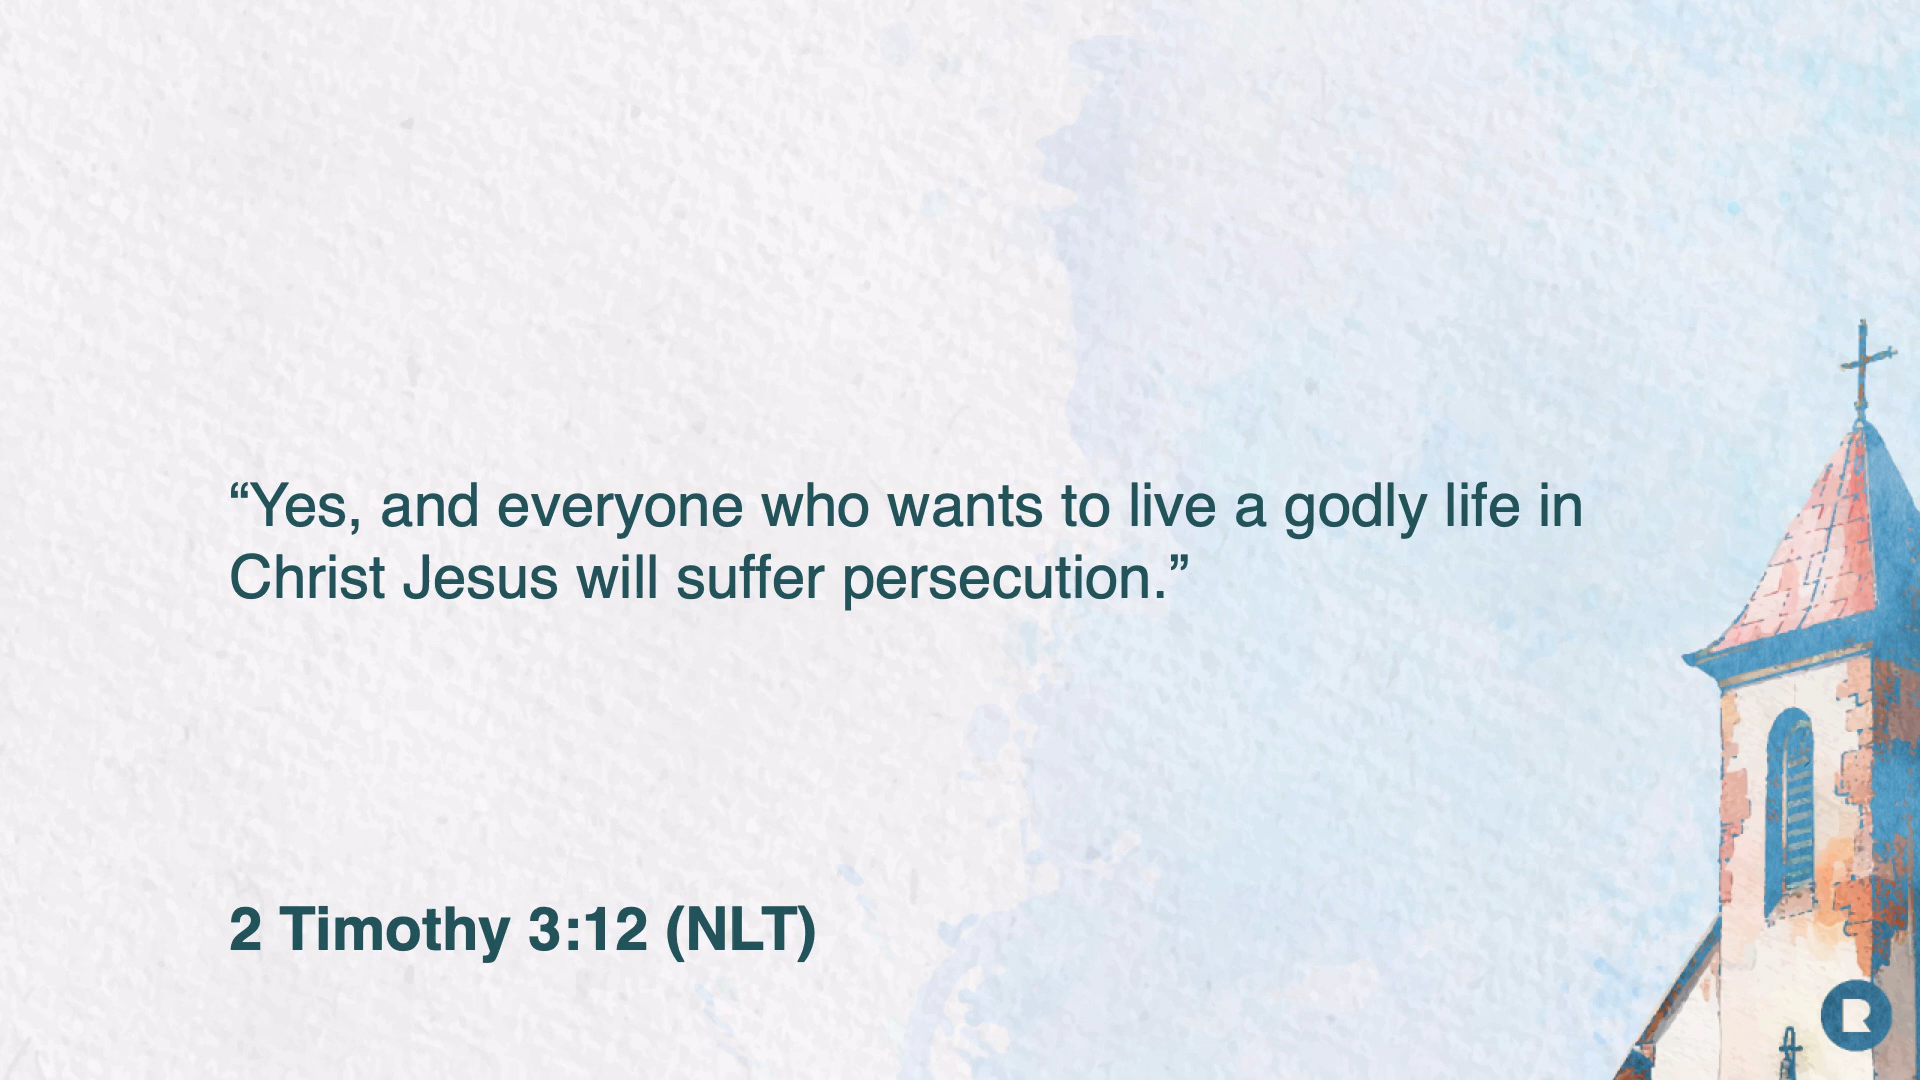 “Yes, and everyone who wants to live a godly life in
Christ Jesus will suffer persecution.”
2 Timothy 3:12 (NLT)
R